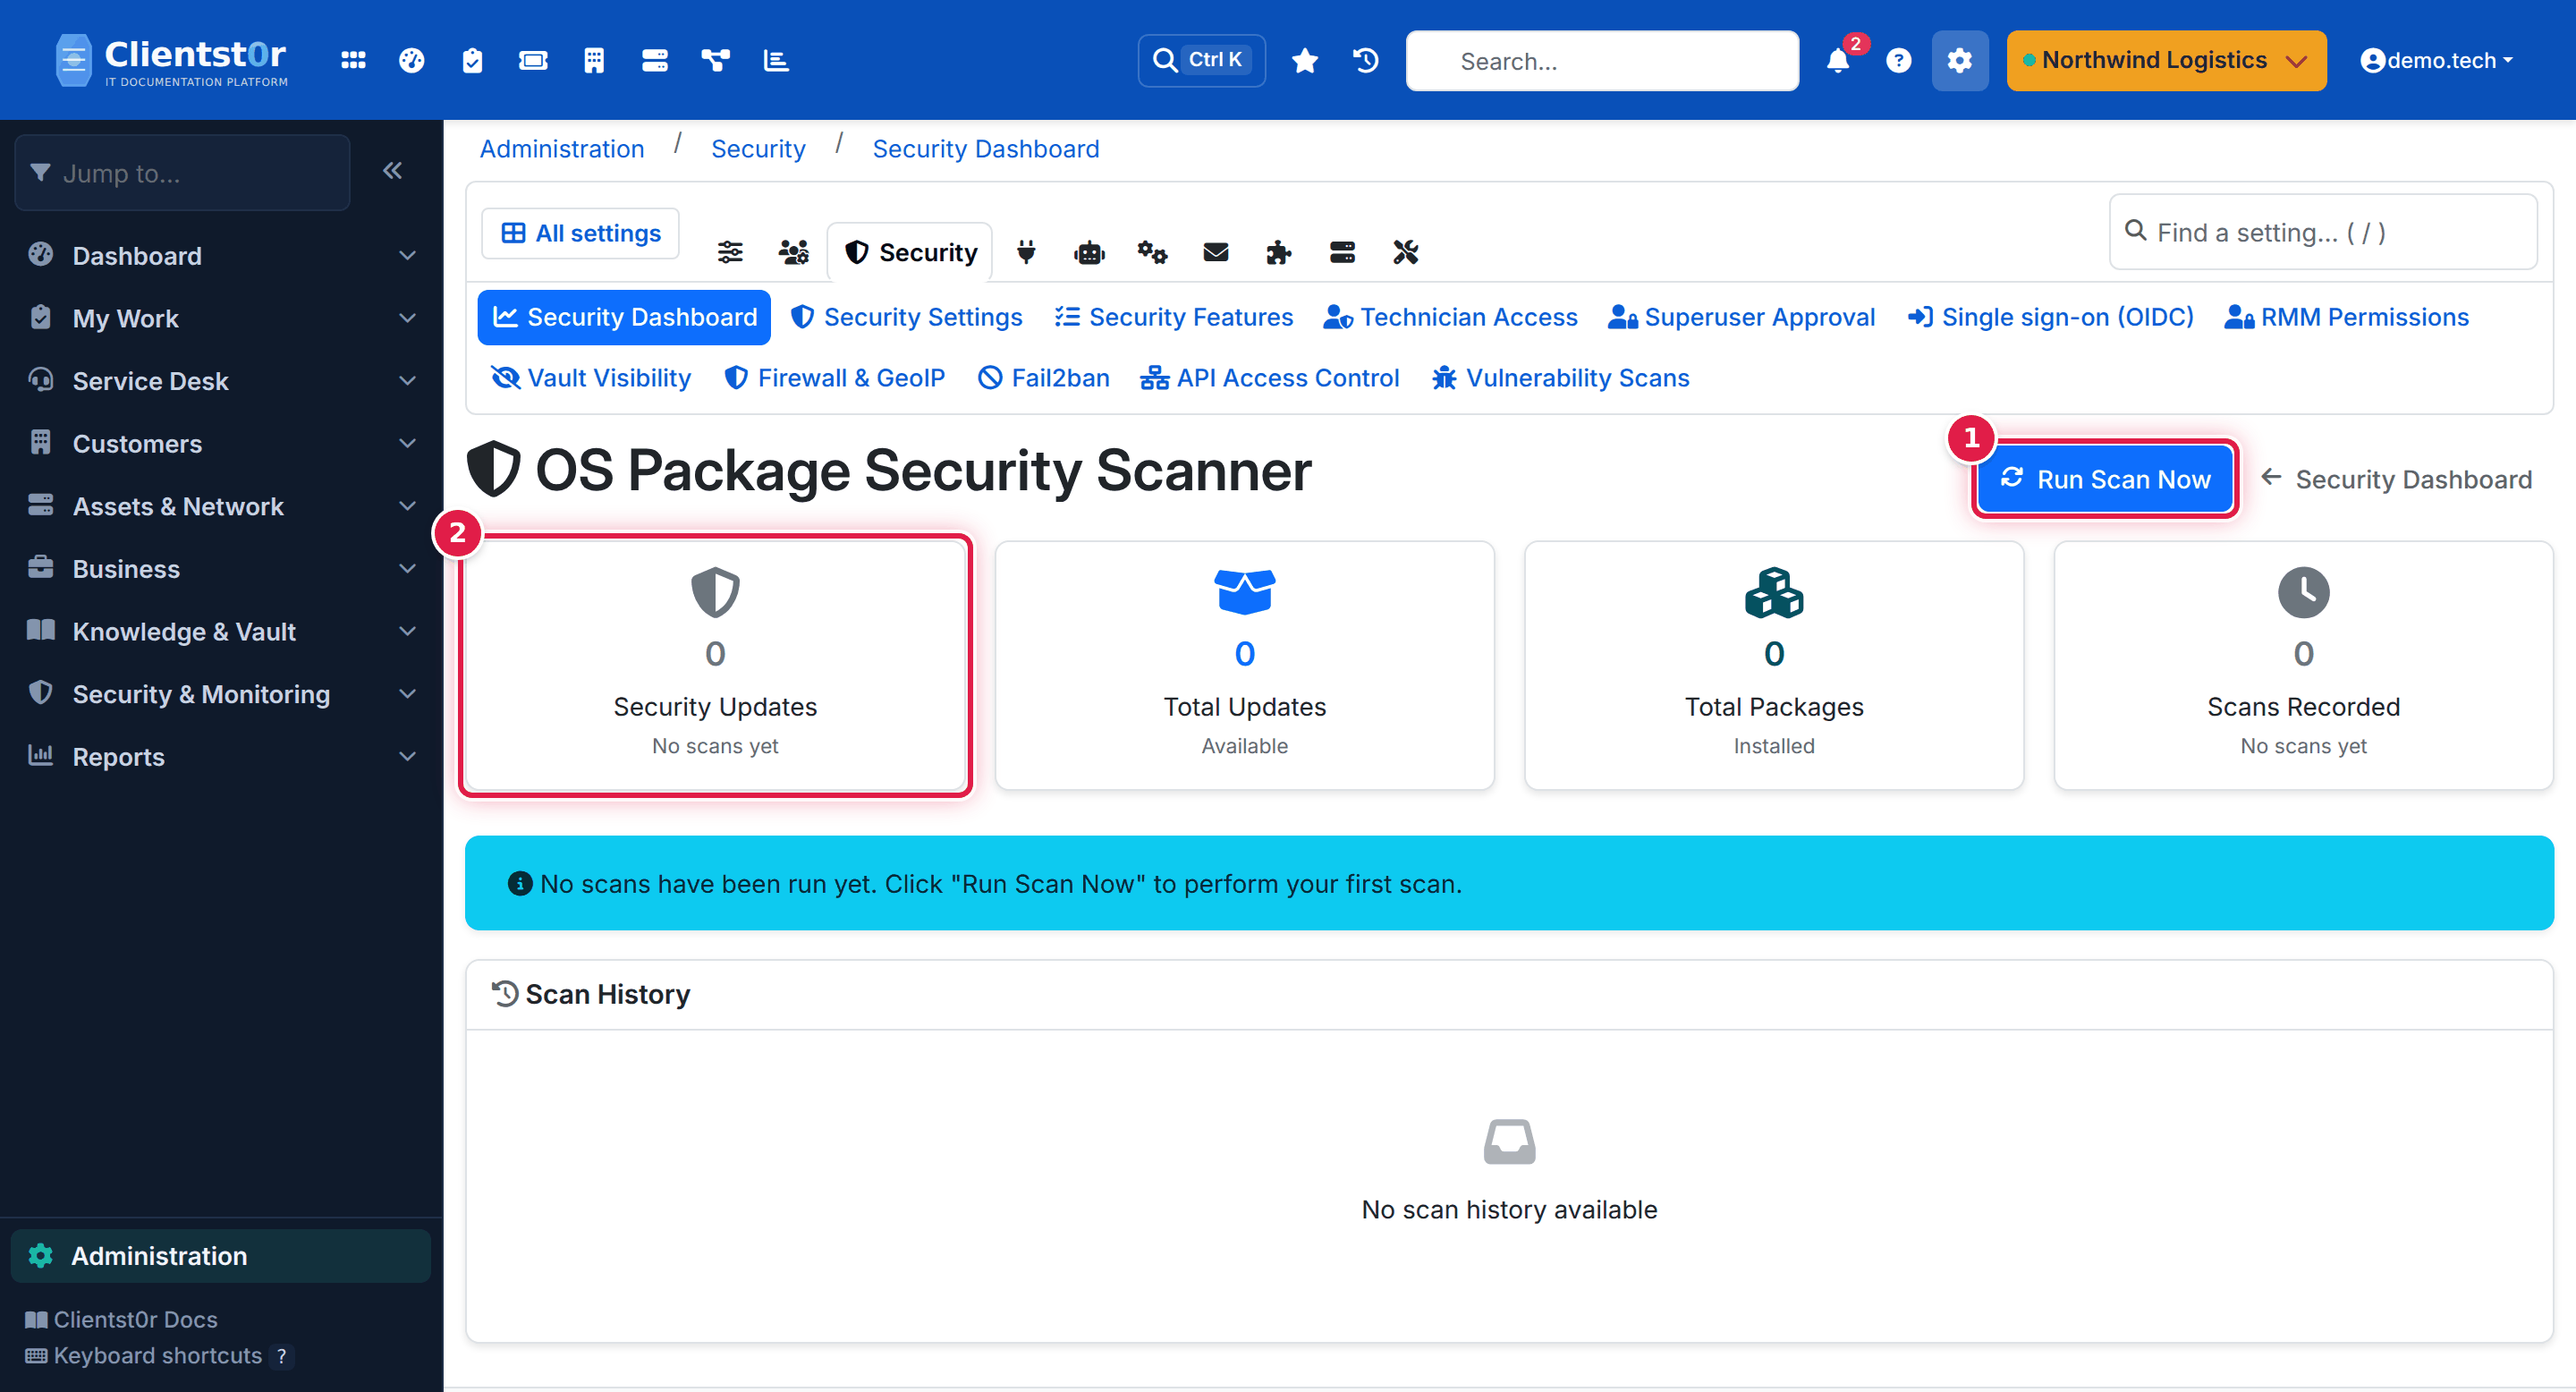 Clientst0r
IT DOCUMENTATION PLATFORM
Ctrl K
Search...
2
?
Northwind Logistics
demo.tech
Jump to...
Dashboard
My Work
Service Desk
Customers
Assets & Network
Business
Knowledge & Vault
Security & Monitoring
Reports
Administration
Clientst0r Docs
Keyboard shortcuts ?
Administration / Security / Security Dashboard
All settings
Security
Find a setting... ( / )
Security Dashboard
Security Settings
Security Features
Technician Access
Superuser Approval
Single sign-on (OIDC)
RMM Permissions
Vault Visibility
Firewall & GeoIP
Fail2ban
API Access Control
Vulnerability Scans
OS Package Security Scanner
1
Run Scan Now
Security Dashboard
2
0
Security Updates
No scans yet
0
Total Updates
Available
0
Total Packages
Installed
0
Scans Recorded
No scans yet
No scans have been run yet. Click "Run Scan Now" to perform your first scan.
Scan History
No scan history available